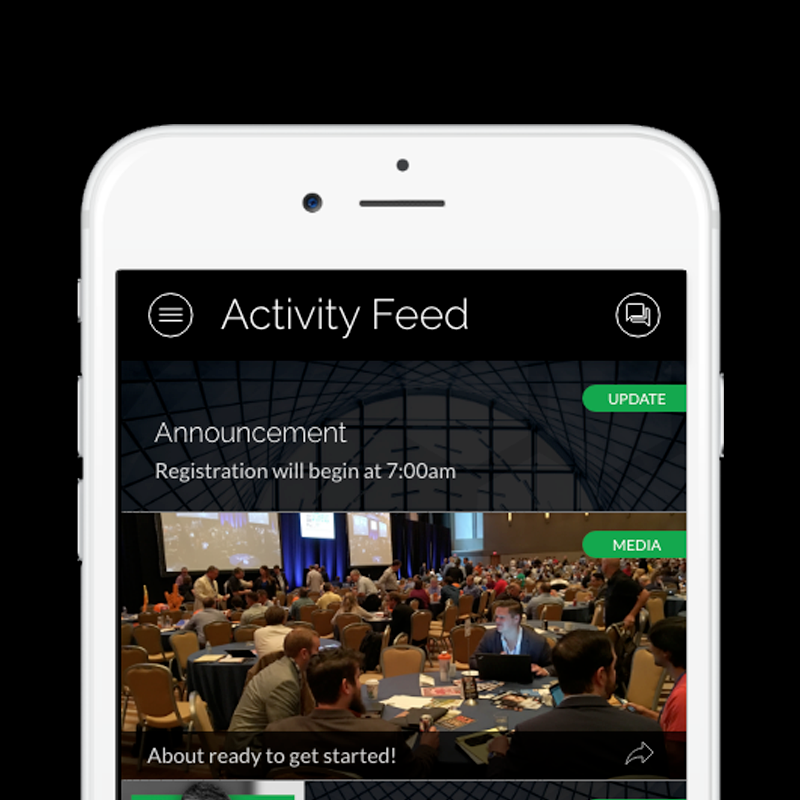 Activity Feed
UPDATE
Announcement
Registration will begin at 7:00am
MEDIA
About ready to get started!